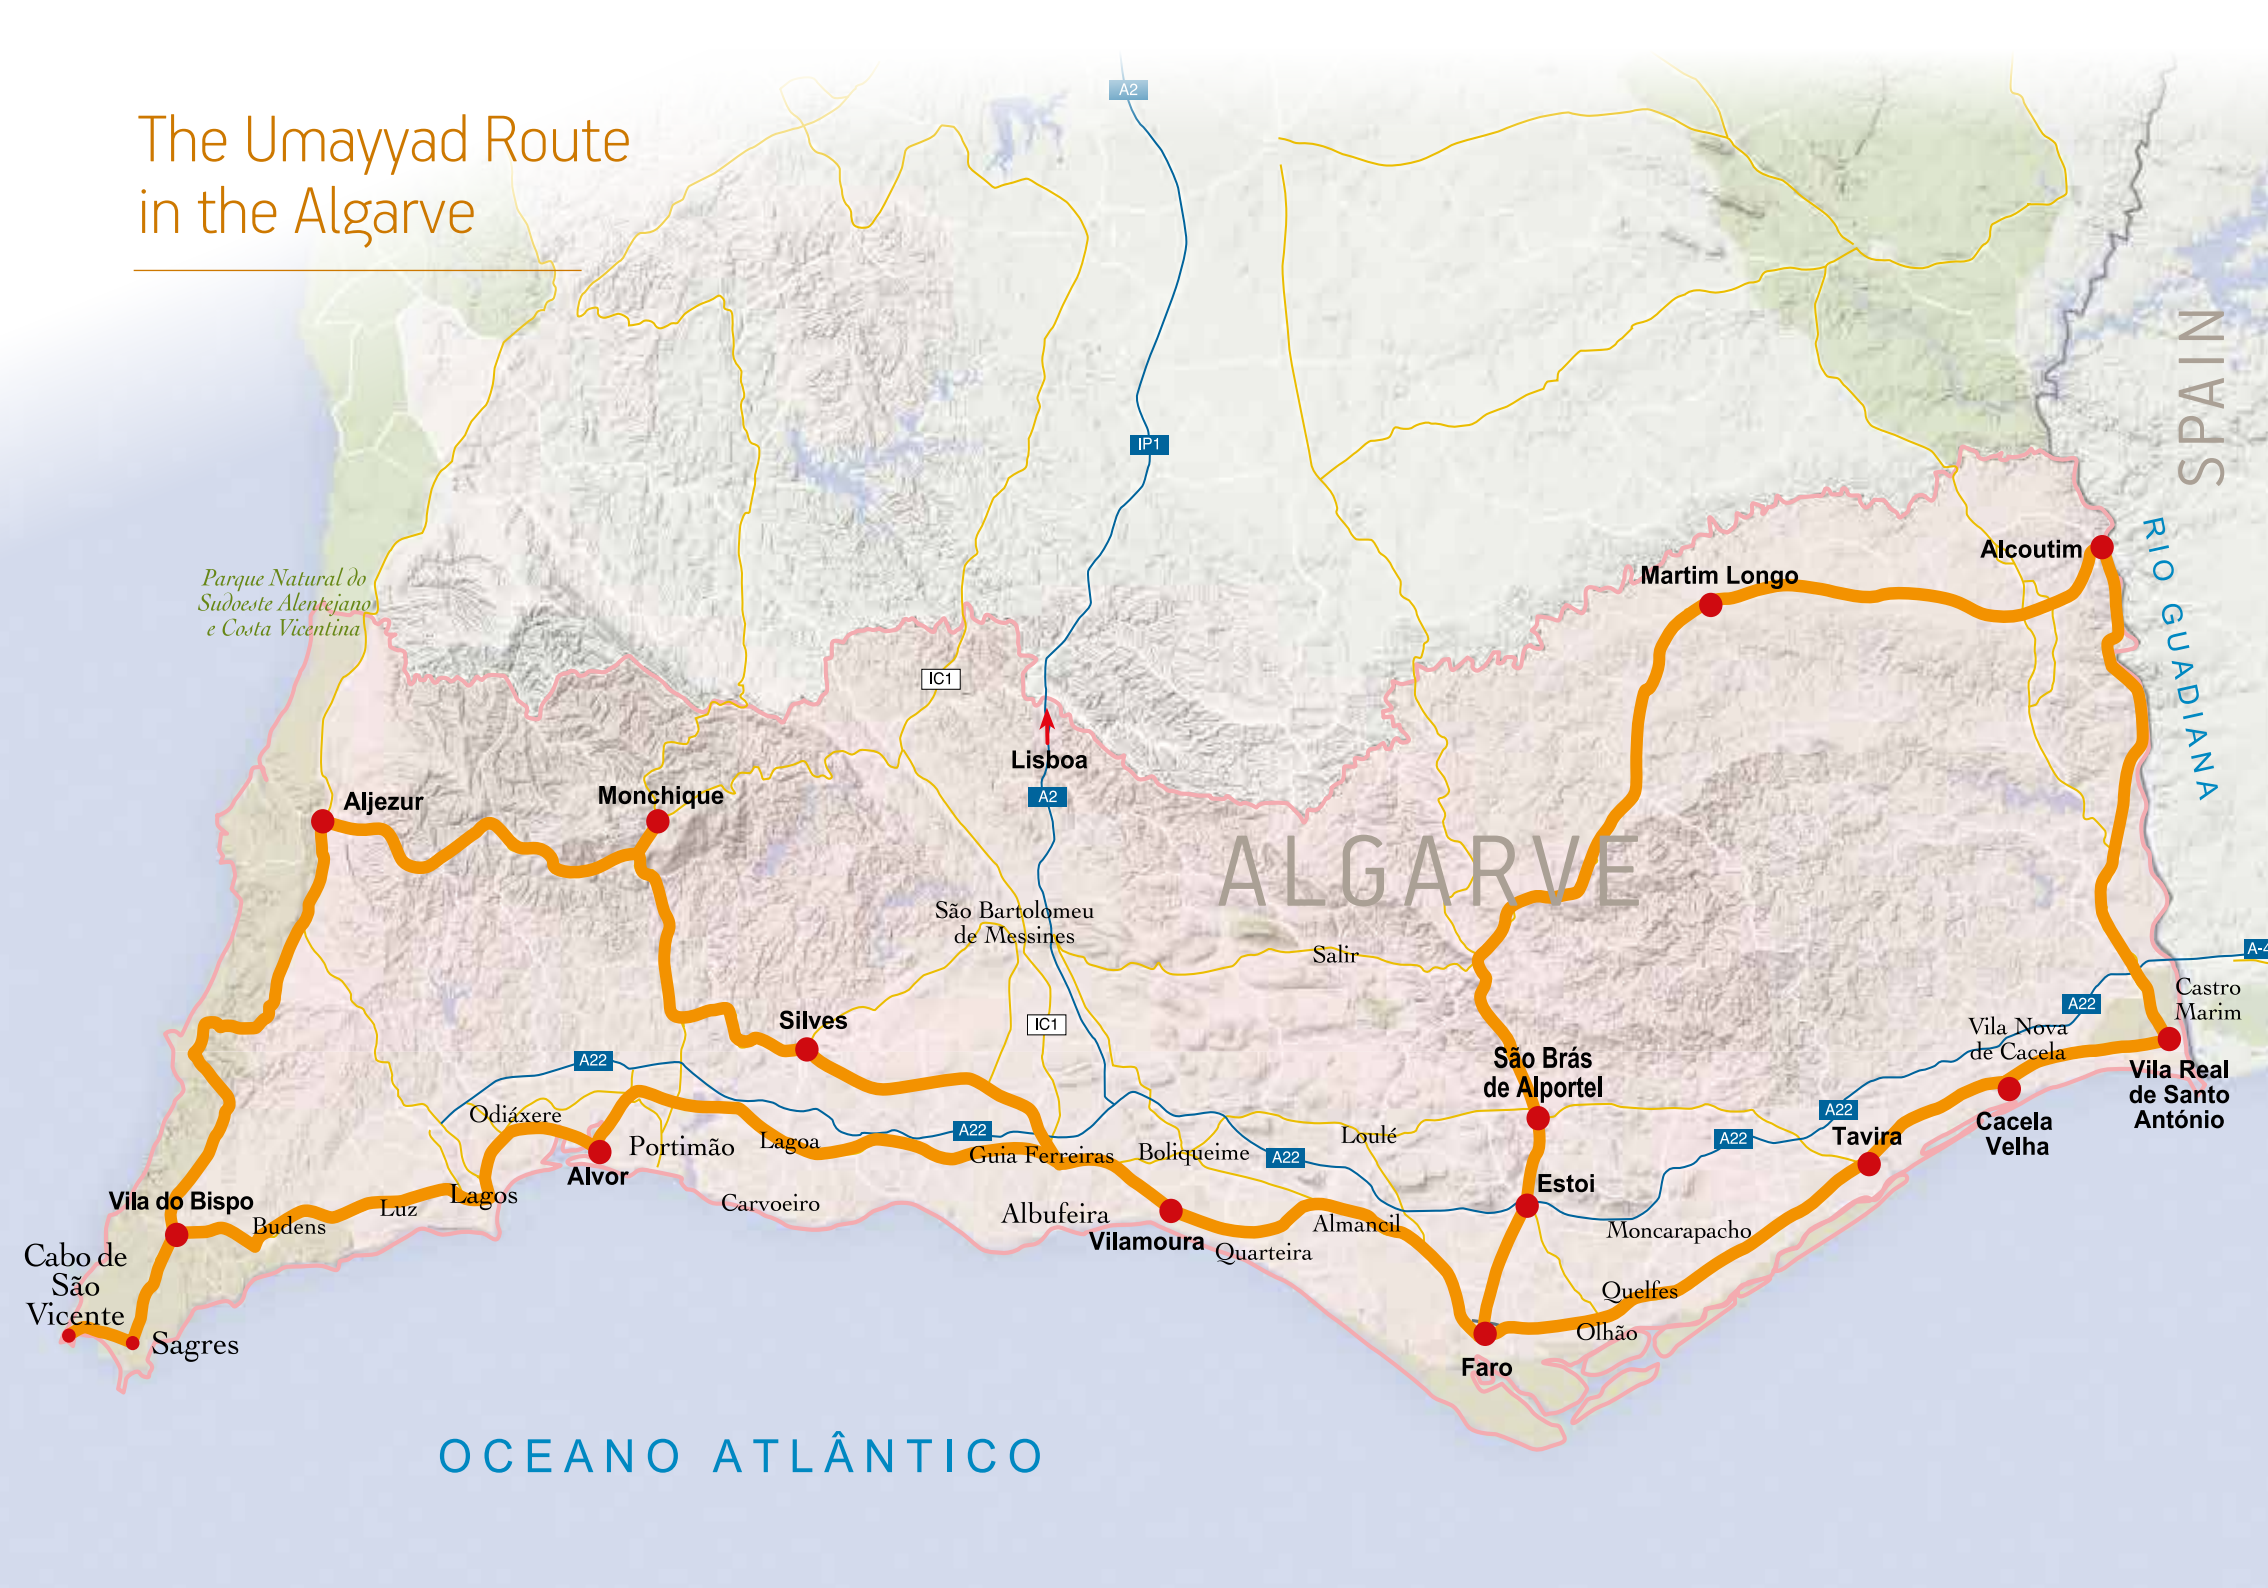 The Umayyad Route
in the Algarve
A2
IP1
SPAIN
RIO GUADIANA
Alcoutim
Martim Longo
Parque Natural do
Sudoeste Alentejano
e Costa Vicentina
IC1
Lisboa
A2
Aljezur
Monchique
ALGARVE
São Bartolomeu
de Messines
Salir
A-4
Castro
Marim
A22
Silves
IC1
Vila Nova
de Cacela
São Brás
de Alportel
A22
Vila Real
de Santo
António
Odiáxere
A22
Cacela
Velha
Portimão
Lagoa
A22
Guia
Ferreiras
Boliqueime
A22
Loulé
A22
Tavira
Alvor
Vila do Bispo
Lagos
Luz
Budens
Carvoeiro
Albufeira
Vilamoura
Quarteira
Almancil
Estoi
Moncarapacho
Cabo de
São
Vicente
Sagres
Quelfes
Olhão
Faro
OCEANO ATLÂNTICO